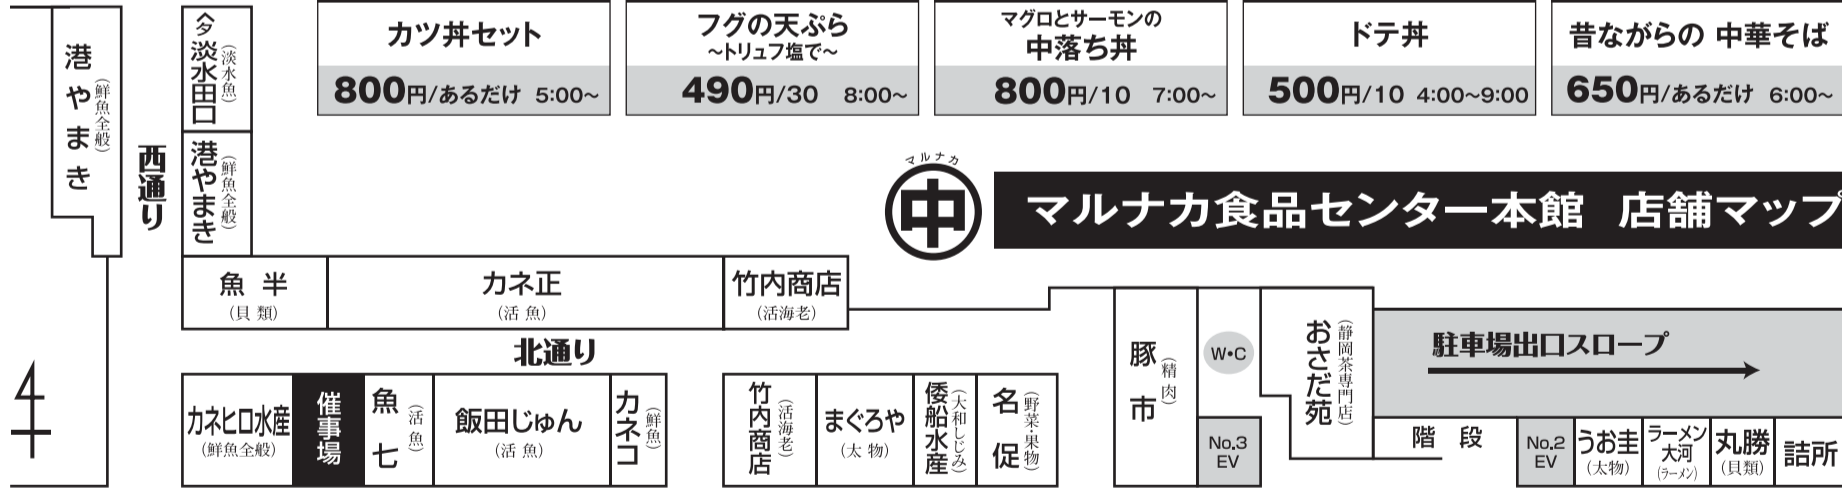 カツ丼セット
800円/あるだけ 5:00~
フグの天ぷら
~トリュフ塩で~
490円/30 8:00~
マグロとサーモンの
中落ち丼
800円/10 7:00~
ドテ丼
500円/10 4:00~9:00
昔ながらの 中華そば
650円/あるだけ 6:00~
港やまき
(鮮魚全般)
西通り
淡水田口
(淡水魚)
港やまき
(鮮魚全般)
マルナカ
中
マルナカ食品センター本館 店舗マップ
魚半
(貝類)
カネ正
(活魚)
竹内商店
(活海老)
北通り
カネヒロ水産
(鮮魚全般)
催事場
魚七
(活魚)
飯田じゅん
(活魚)
カネコ
(鮮魚)
竹内商店
(活海老)
まぐろや
(太物)
倭船水産
(大和しじみ)
名促
(野菜・果物)
豚市
(精肉)
W・C
No.3
EV
おさだ苑
(静岡茶専門店)
駐車場出口スロープ
階段
No.2
EV
うお圭
(太物)
ラーメン
大河
(ラーメン)
丸勝
(貝類)
詰所